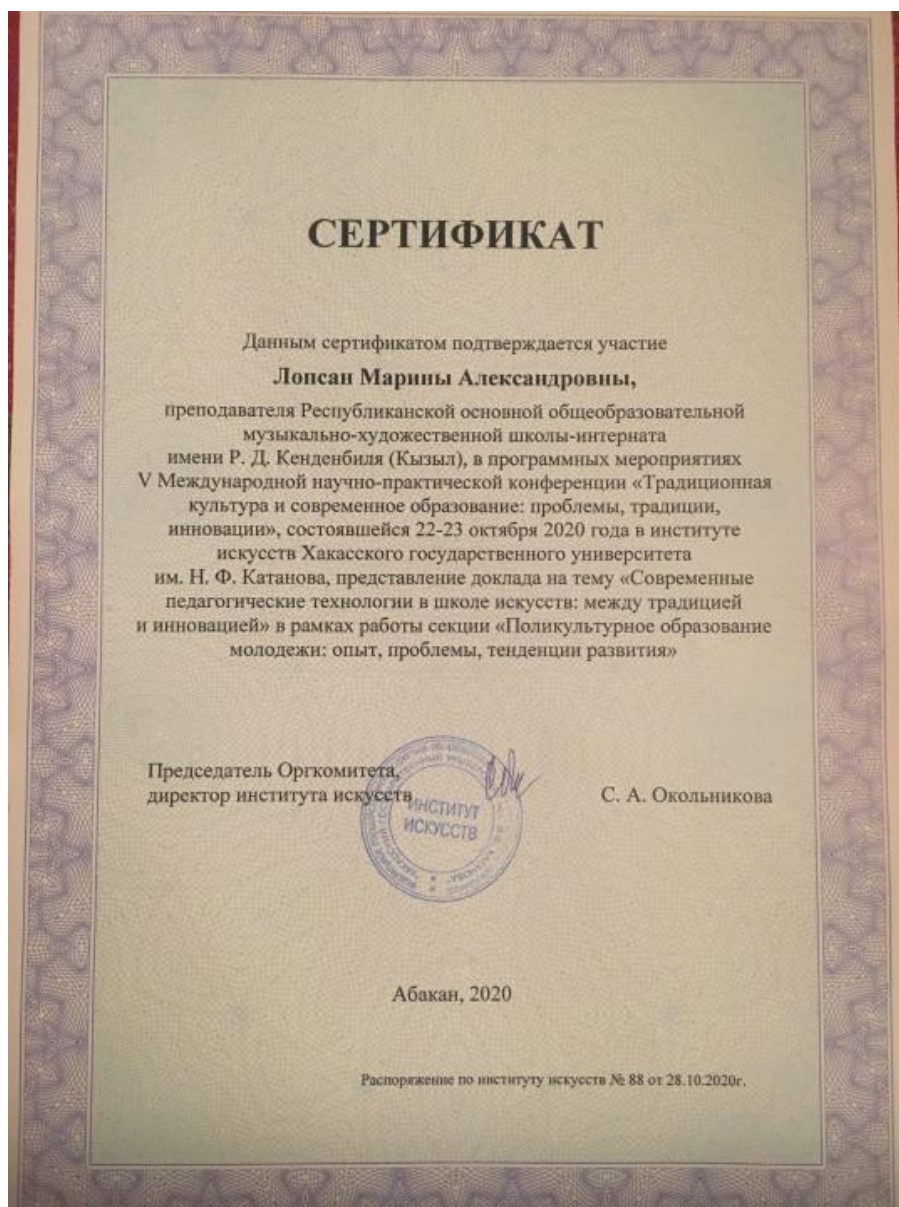 СЕРТИФИКАТ
Данным сертификатом подтверждается участие
Лопсан Марины Александровны,
преподавателя Республиканской основной общеобразовательной
музыкально-художественной школы-интерната
имени Р. Д. Кенденбиля (Кызыл), в программных мероприятиях
V Международной научно-практической конференции «Традиционная
культура и современное образование: проблемы, традиции,
инновации», состоявшейся 22-23 октября 2020 года в институте
искусств Хакасского государственного университета
им. Н. Ф. Катанова, представление доклада на тему «Современные
педагогические технологии в школе искусств: между традицией
и инновацией» в рамках работы секции «Поликультурное образование
молодежи: опыт, проблемы, тенденции развития»
Председатель Оргкомитета,
директор института искусств
С. А. Окольникова
ИНСТИТУТ
ИСКУССТВ
Абакан, 2020
Распоряжение по институту искусств № 88 от 28.10.2020г.